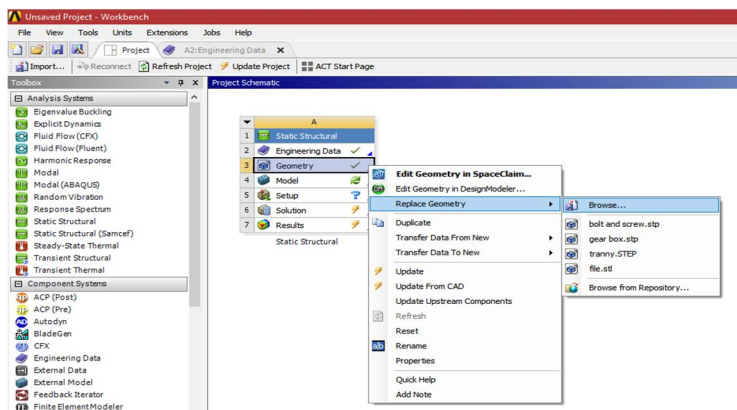 Unsaved Project - Workbench
File View Tools Units Extensions Jobs Help
Project A2:Engineering Data
Import... Reconnect Refresh Project Update Project ACT Start Page
Toolbox
Project Schematic
Analysis Systems
Eigenvalue Buckling
Explicit Dynamics
Fluid Flow (CFX)
Fluid Flow (Fluent)
Harmonic Response
Modal
Modal (ABAQUS)
Random Vibration
Response Spectrum
Static Structural
Static Structural (Samcef)
Steady-State Thermal
Transient Structural
Transient Thermal
Component Systems
ACP (Post)
ACP (Pre)
Autodyn
BladeGen
CFX
Engineering Data
External Data
External Model
Feedback Iterator
Finite Element Modeler
A
1 Static Structural
2 Engineering Data
3 Geometry
4 Model
5 Setup
6 Solution
7 Results
Static Structural
Edit Geometry in SpaceClaim...
Edit Geometry in DesignModeler...
Replace Geometry
Duplicate
Transfer Data From New
Transfer Data To New
Update
Update From CAD
Update Upstream Components
Refresh
Reset
Rename
Properties
Quick Help
Add Note
Browse...
bolt and screw.stp
gear box.stp
tranny.STEP
file.stl
Browse from Repository...